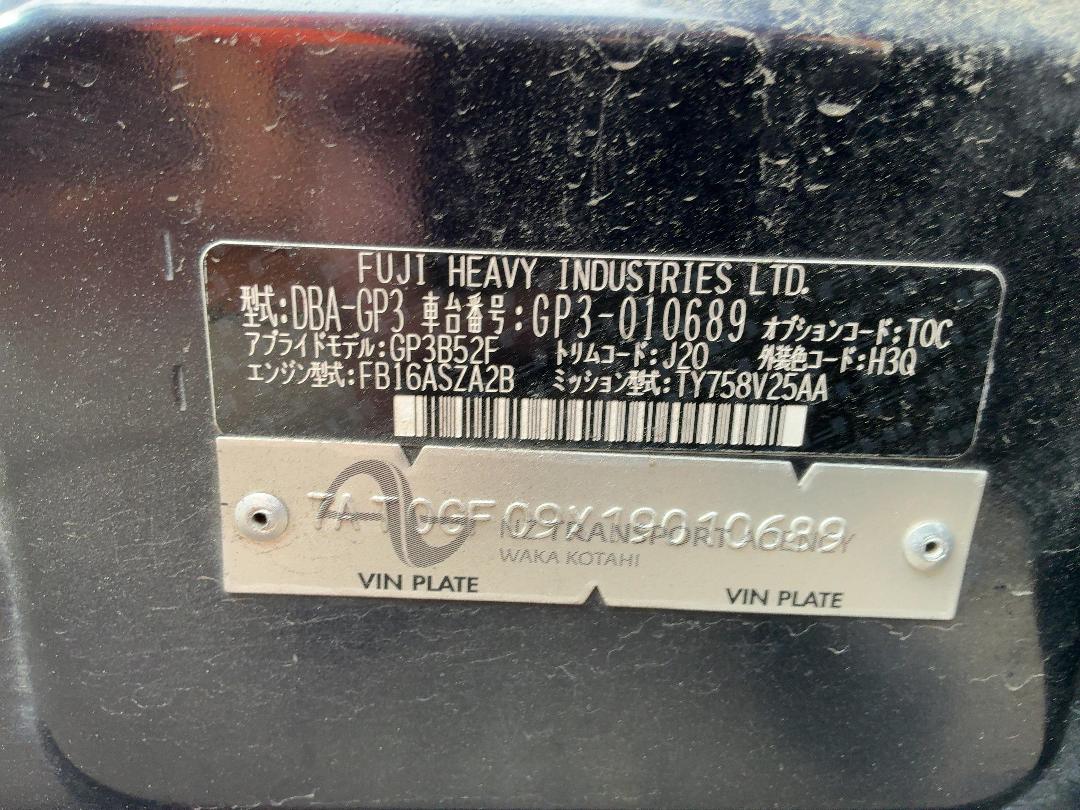 FUJI HEAVY INDUSTRIES LTD.
型式:DBA-GP3 車台番号:GP3-010689 オプションコード:TOC
アプライドモデル:GP3B52F トリムコード:J20 外装色コード:H3Q
エンジン型式:FB16ASZA2B ミッション型式:TY758V25AA
7AT0GF09X19010689
NZ TRANSPORT AGENCY
WAKA KOTAHI
VIN PLATE VIN PLATE